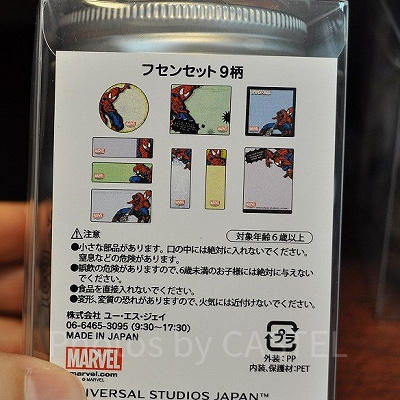 フセンセット9柄
⚠注意
対象年齢6歳以上
●小さな部品があります。口の中には絶対に入れないでください。
窒息などの危険があります。
●誤飲の危険がありますので、6歳未満のお子様には絶対に与えな
いでください。
●食品を直接入れないでください。
●変形、変質の恐れがありますので、火気には近付けないでください。
株式会社 ユー・エス・ジェイ
06-6465-3095 (9:30~17:30)
MADE IN JAPAN
プラ
外装:PP
内装、保護材:PET
MARVEL
marvel.com
© MARVEL
Photos by CASTEL
UNIVERSAL STUDIOS JAPAN™